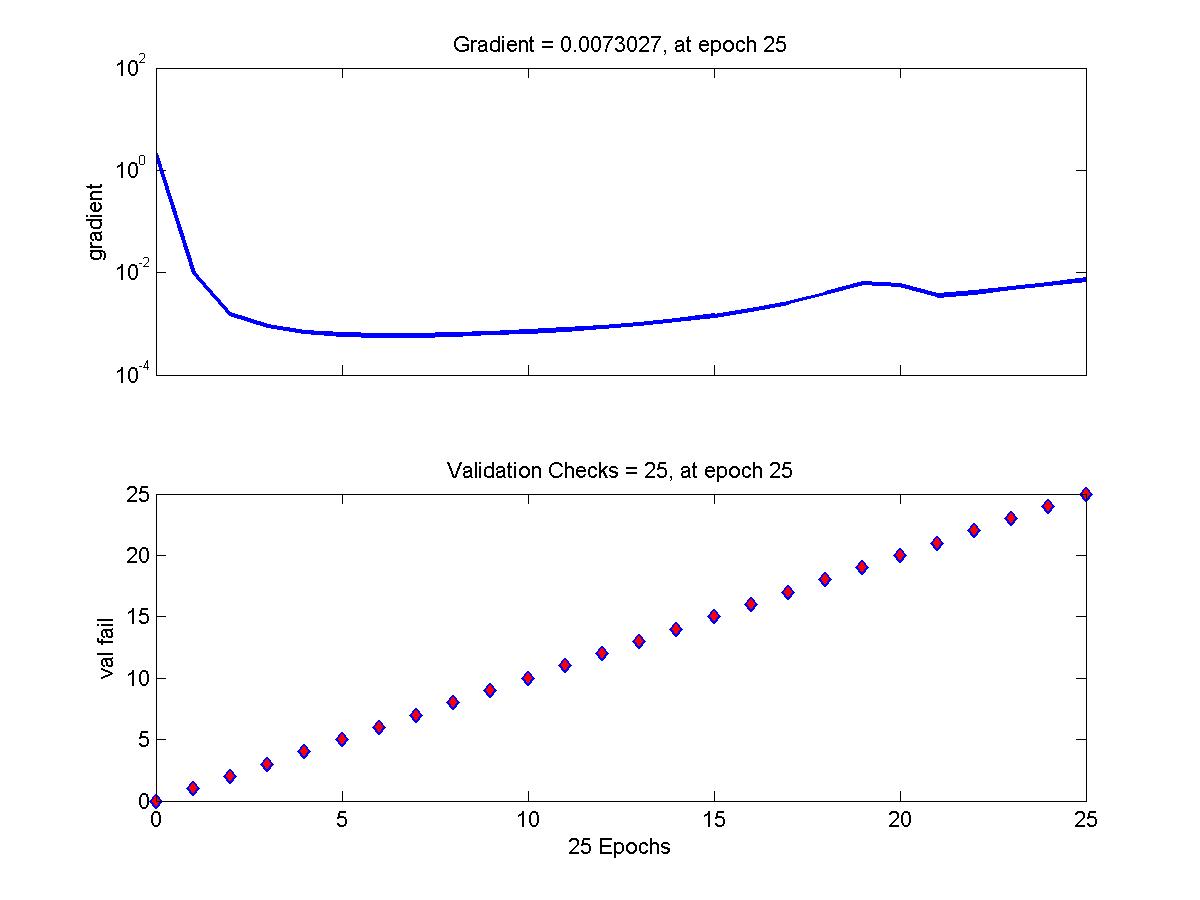 Gradient = 0.0073027, at epoch 25
10^2
10^0
10^-2
10^-4
gradient
Validation Checks = 25, at epoch 25
25
20
15
10
5
0
val fail
0 5 10 15 20 25
25 Epochs